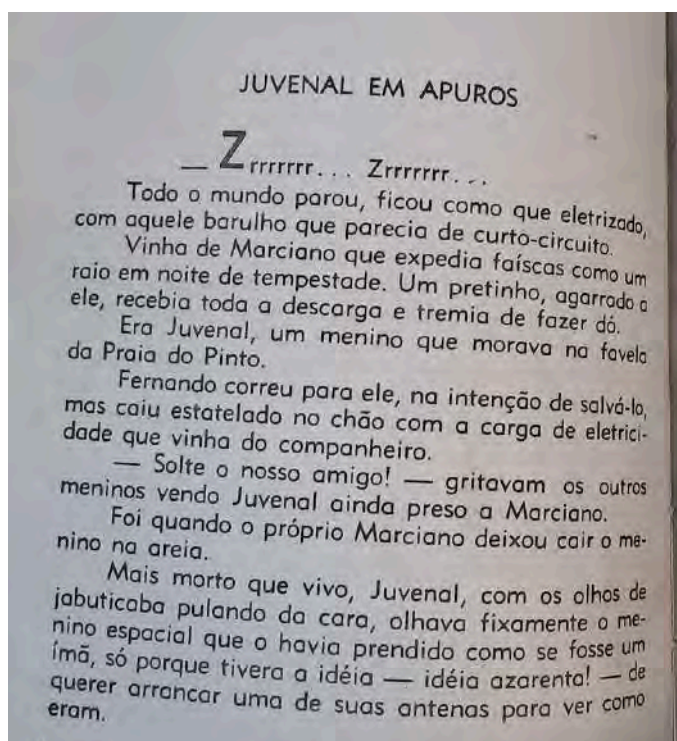 JUVENAL EM APUROS
— Zrrrrrrr... Zrrrrrrr...
Todo o mundo parou, ficou como que eletrizado,
com aquele barulho que parecia de curto-circuito.
Vinha de Marciano que expedia faíscas como um
raio em noite de tempestade. Um pretinho, agarrado a
ele, recebia toda a descarga e tremia de fazer dó.
Era Juvenal, um menino que morava na favela
da Praia do Pinto.
Fernando correu para ele, na intenção de salvá-lo,
mas caiu estatelado no chão com a carga de eletrici-
dade que vinha do companheiro.
— Solte o nosso amigo! — gritavam os outros
meninos vendo Juvenal ainda preso a Marciano.
Foi quando o próprio Marciano deixou cair o me-
nino na areia.
Mais morto que vivo, Juvenal, com os olhos de
jabuticaba pulando da cara, olhava fixamente o me-
nino espacial que o havia prendido como se fosse um
ímã, só porque tivera a idéia — idéia azarenta! — de
querer arrancar uma de suas antenas para ver como
eram.